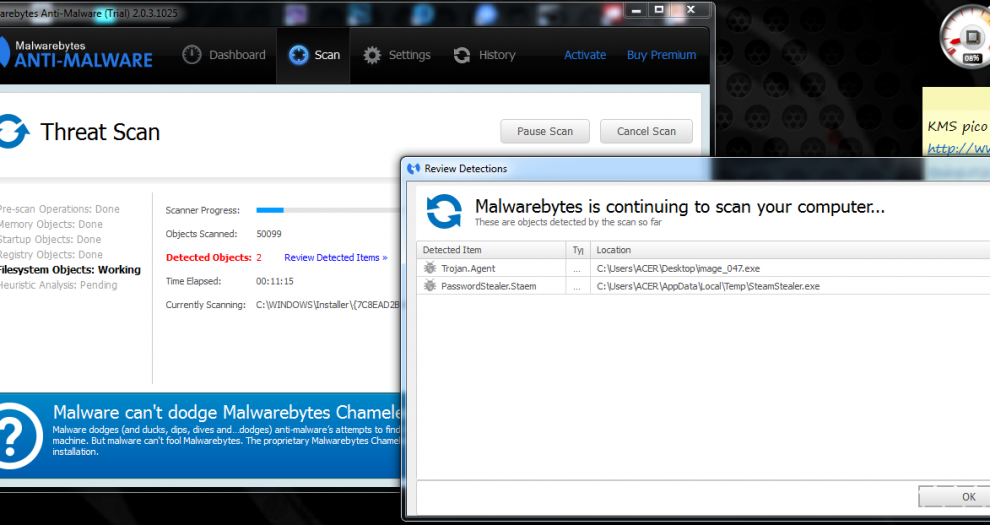 arebytes Anti-Malware (Trial) 2.0.3.1025
Malwarebytes
ANTI-MALWARE
Dashboard
Scan
Settings
History
Activate
Buy Premium
08%
Threat Scan
Pause Scan
Cancel Scan
KMS pico
http://ww
Pre-scan Operations: Done
Memory Objects: Done
Startup Objects: Done
Registry Objects: Done
Filesystem Objects: Working
Heuristic Analysis: Pending
Scanner Progress:
Objects Scanned: 50099
Detected Objects: 2 Review Detected Items »
Time Elapsed: 00:11:15
Currently Scanning: C:\WINDOWS\Installer\{7C8EAD2B
Review Detections
Malwarebytes is continuing to scan your computer...
These are objects detected by the scan so far
Detected Item Tyj Location
Trojan.Agent ... C:\Users\ACER\Desktop\image_047.exe
PasswordStealer.Staem ... C:\Users\ACER\AppData\Local\Temp\SteamStealer.exe
Malware can't dodge Malwarebytes Chamele
Malware dodges (and ducks, dips, dives and...dodges) anti-malware's attempts to find
machine. But malware can't fool Malwarebytes. The proprietary Malwarebytes Chamel
installation.
OK